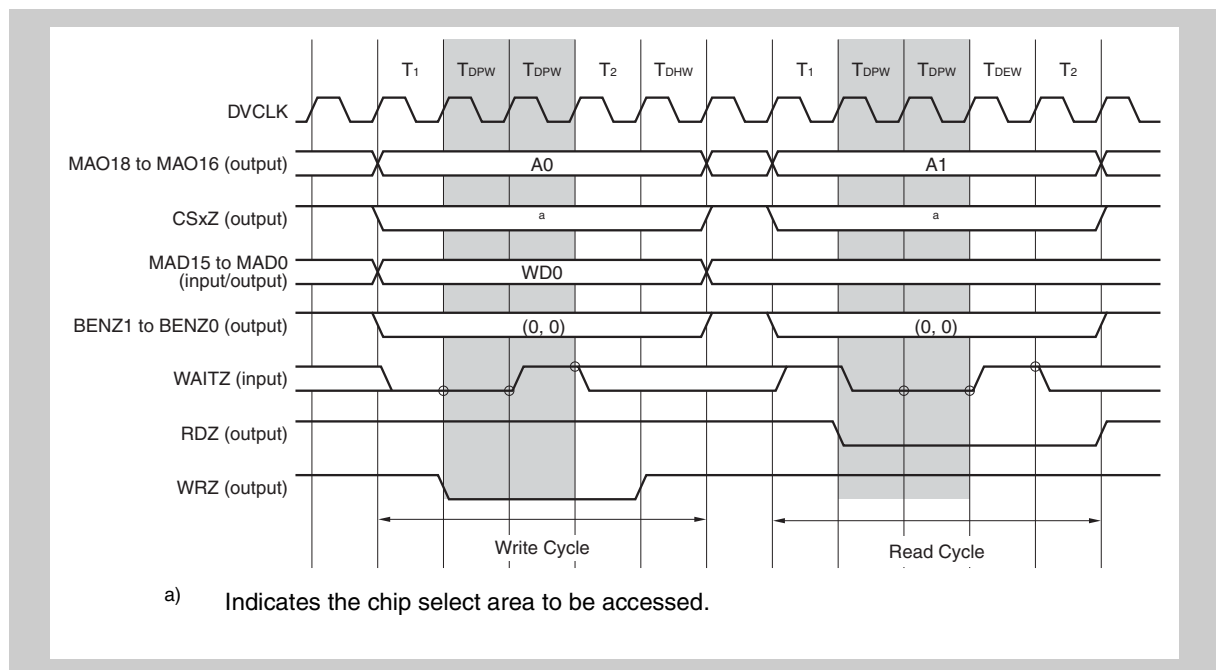 T1 TDPW TDPW T2 TDHW T1 TDPW TDPW TDEW T2
DVCLK
MAO18 to MAO16 (output) A0 A1
CSxZ (output) a a
MAD15 to MAD0
(input/output) WD0
BENZ1 to BENZ0 (output) (0, 0) (0, 0)
WAITZ (input)
RDZ (output)
WRZ (output)
Write Cycle Read Cycle
a) Indicates the chip select area to be accessed.